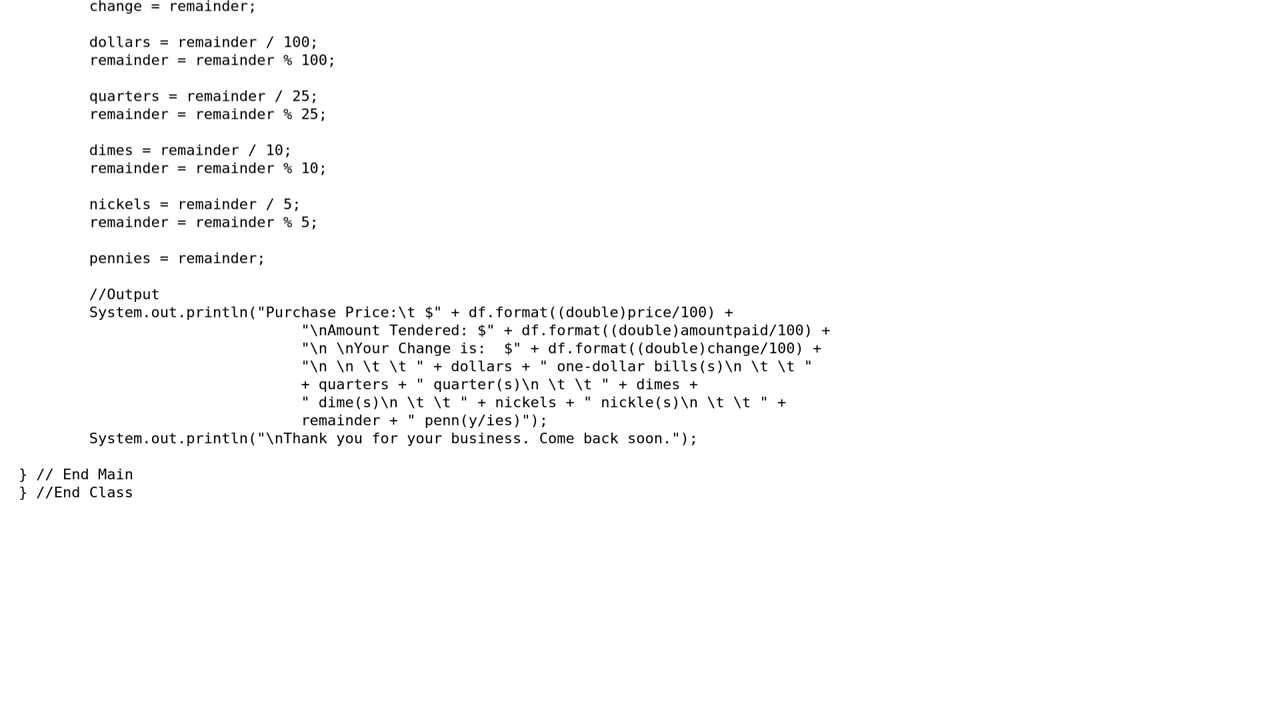 change = remainder;
dollars = remainder / 100;
remainder = remainder % 100;
quarters = remainder / 25;
remainder = remainder % 25;
dimes = remainder / 10;
remainder = remainder % 10;
nickels = remainder / 5;
remainder = remainder % 5;
pennies = remainder;
//Output
System.out.println("Purchase Price:\t $" + df.format((double)price/100) +
"\nAmount Tendered: $" + df.format((double)amountpaid/100) +
"\n \nYour Change is:  $" + df.format((double)change/100) +
"\n \n \t \t " + dollars + " one-dollar bills(s)\n \t \t "
+ quarters + " quarter(s)\n \t \t " + dimes +
" dime(s)\n \t \t " + nickels + " nickle(s)\n \t \t " +
remainder + " penn(y/ies)");
System.out.println("\nThank you for your business. Come back soon.");
} // End Main
} //End Class